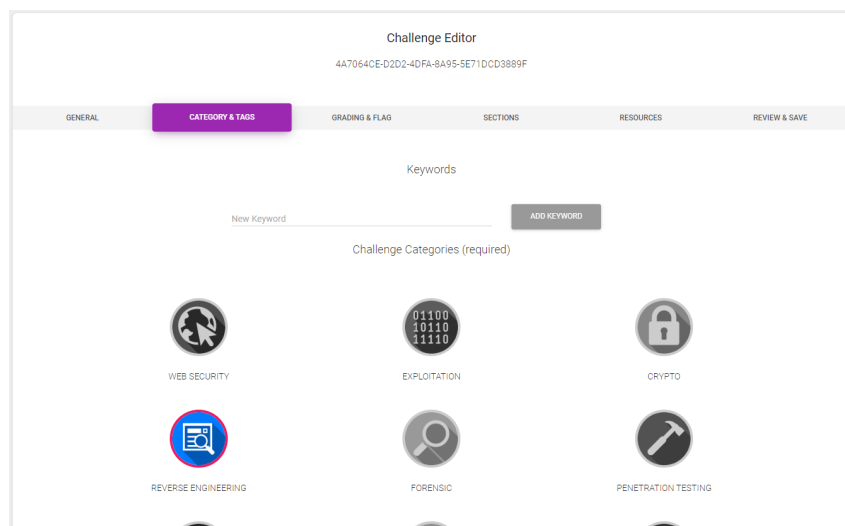 Challenge Editor
4A7064CE-D2D2-4DFA-8A95-5E71DCD3889F
GENERAL CATEGORY & TAGS GRADING & FLAG SECTIONS RESOURCES REVIEW & SAVE
Keywords
New Keyword ADD KEYWORD
Challenge Categories (required)
01100
10110
11110
WEB SECURITY EXPLOITATION CRYPTO
REVERSE ENGINEERING FORENSIC PENETRATION TESTING